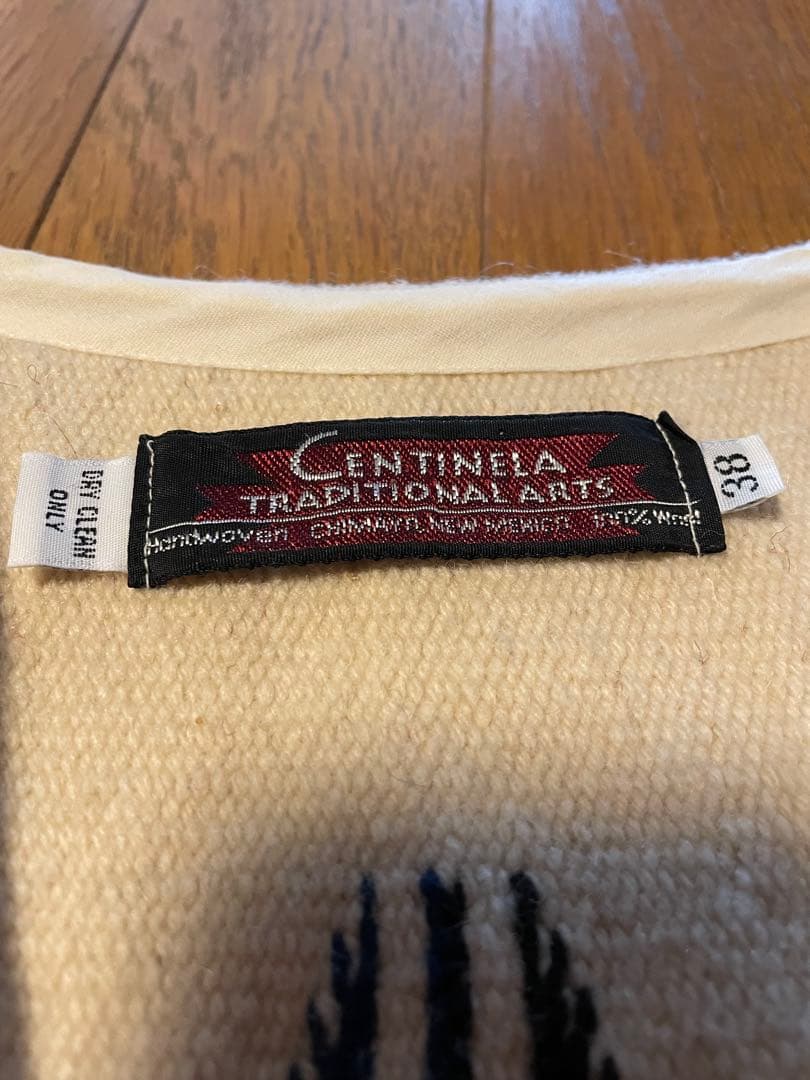 CENTINELA
TRADITIONAL ARTS
Handwoven CHIMAYO, NEW MEXICO 100% Wool
DRY CLEAN
ONLY
38